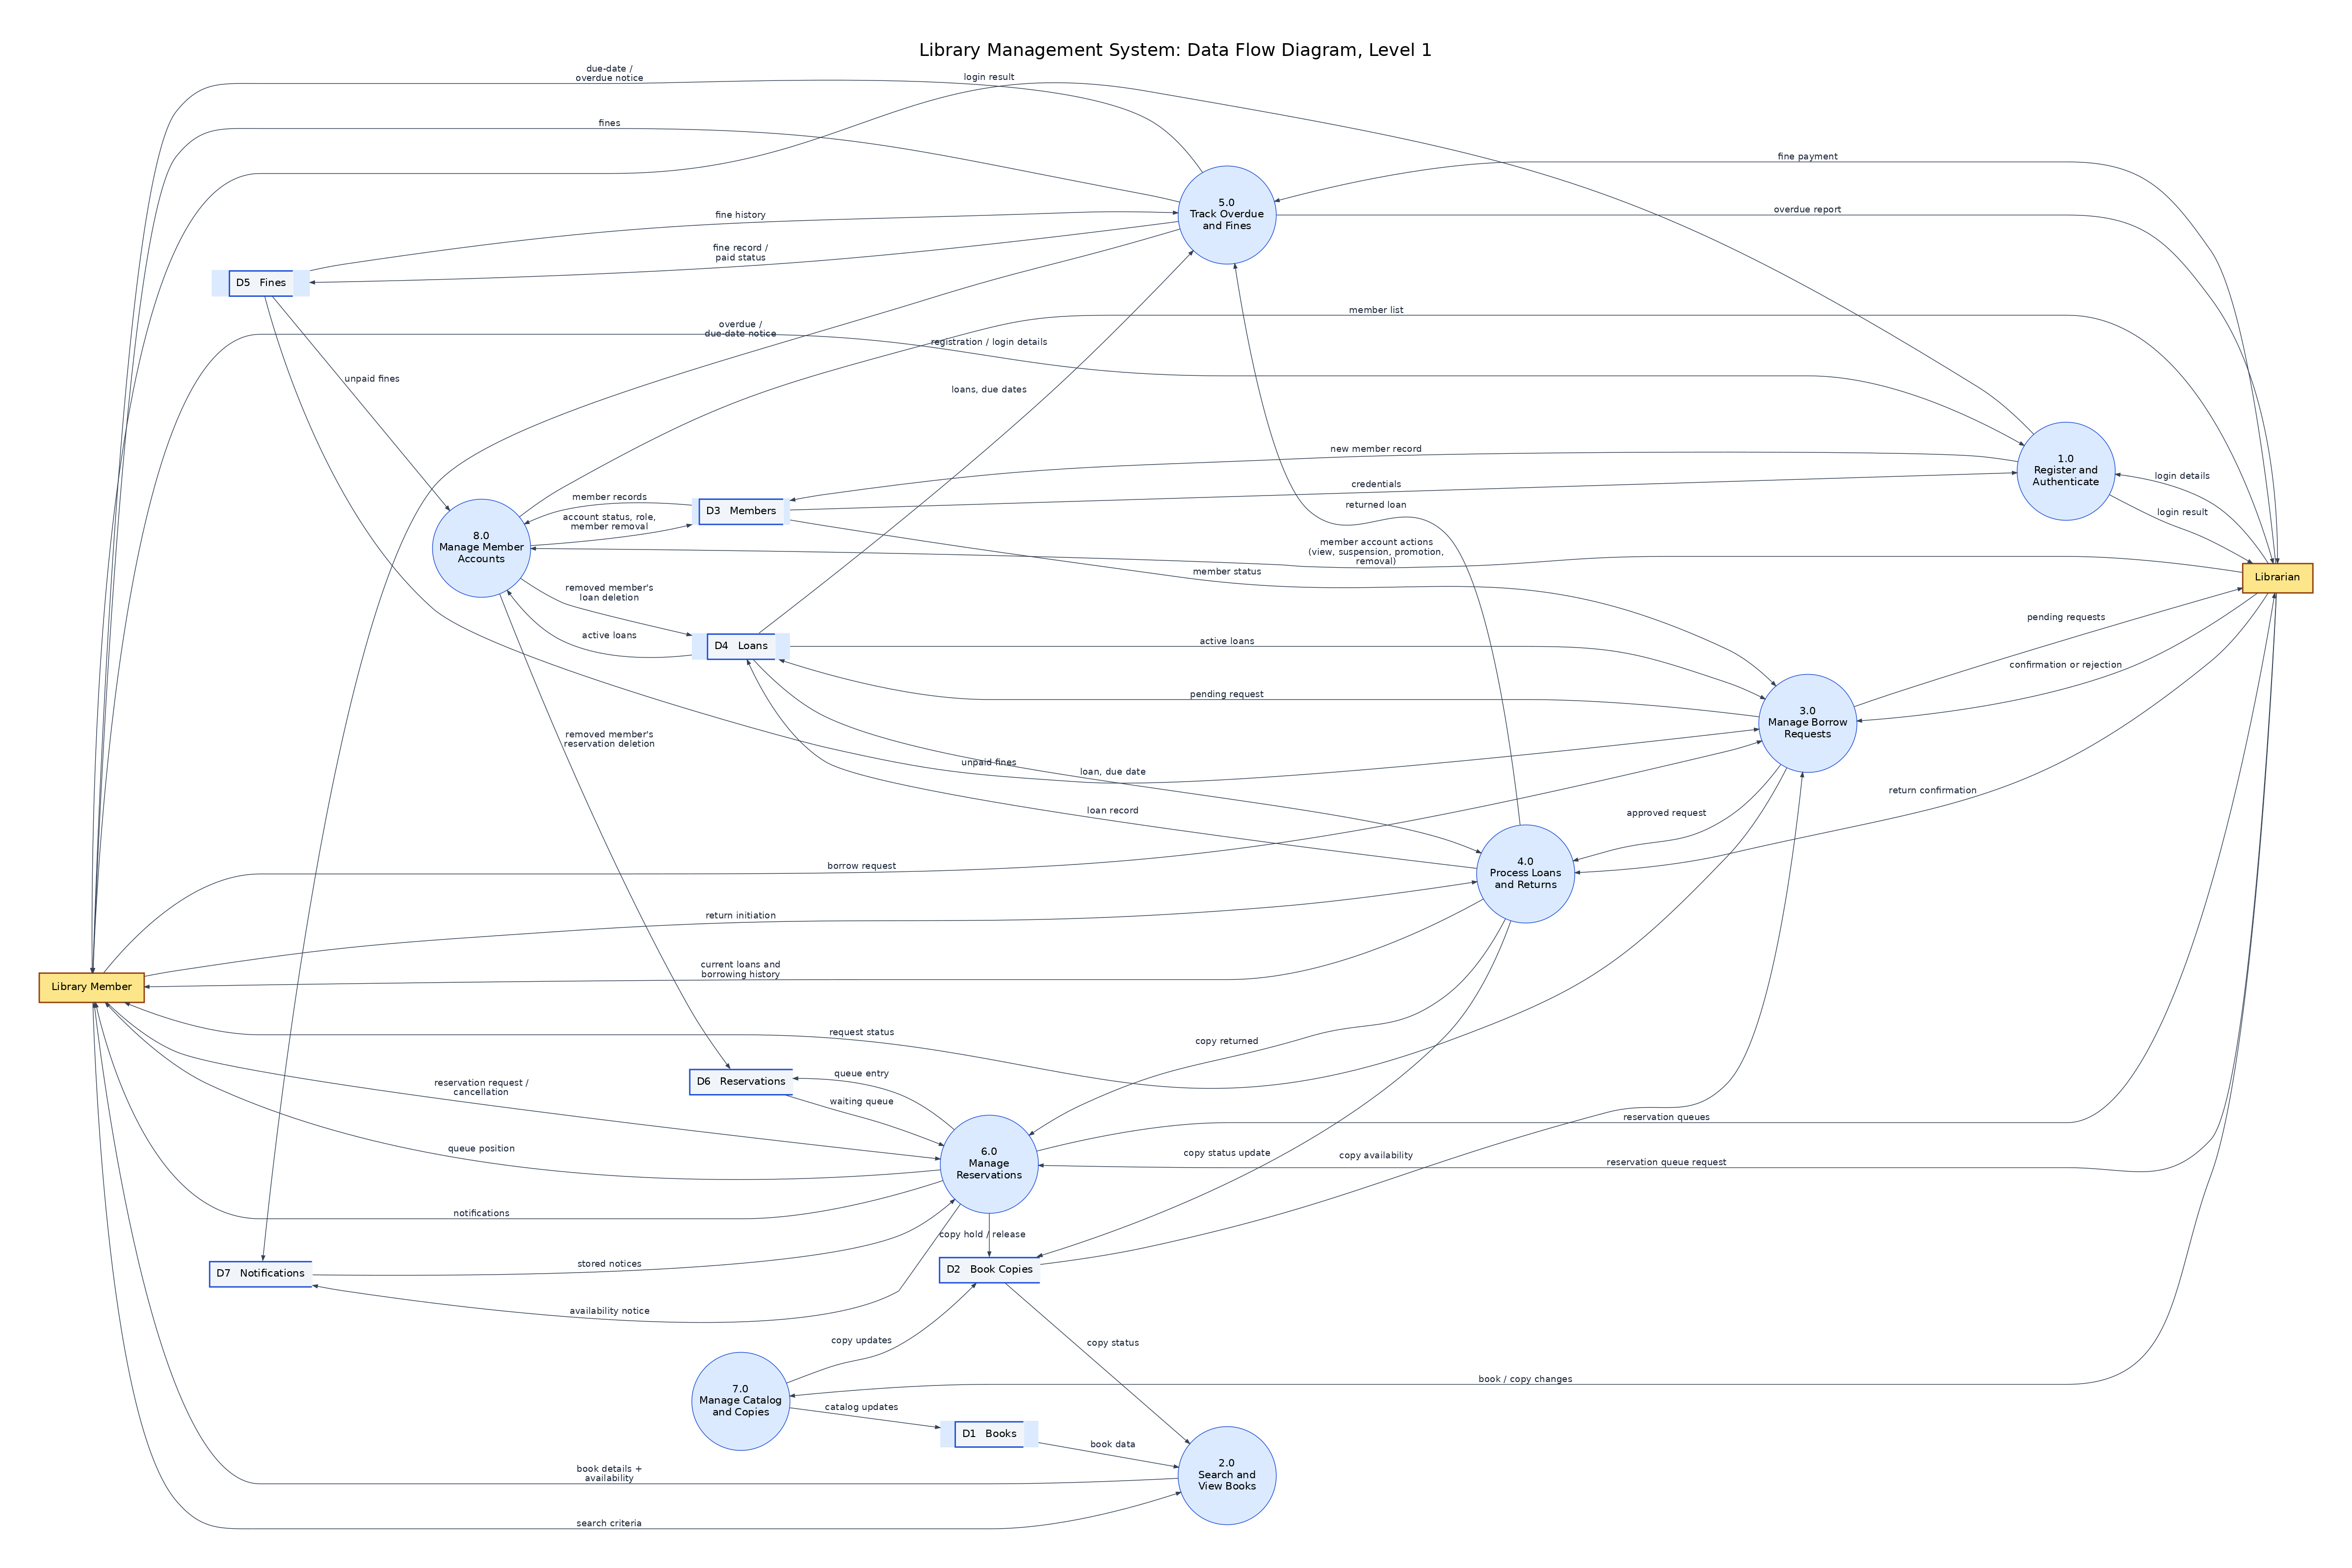 Library Management System: Data Flow Diagram, Level 1
due-date /
overdue notice
login result
fines
fine payment
5.0
Track Overdue
and Fines
overdue report
fine history
fine record /
paid status
D5 Fines
member list
overdue /
due-date notice
registration / login details
unpaid fines
loans, due dates
new member record
1.0
Register and
Authenticate
login details
credentials
login result
member records
D3 Members
returned loan
account status, role,
member removal
8.0
Manage Member
Accounts
member account actions
(view, suspension, promotion,
removal)
member status
Librarian
removed member's
loan deletion
active loans
D4 Loans
active loans
pending requests
confirmation or rejection
pending request
3.0
Manage Borrow
Requests
removed member's
reservation deletion
unpaid fines
loan, due date
return confirmation
loan record
approved request
borrow request
4.0
Process Loans
and Returns
return initiation
current loans and
borrowing history
Library Member
request status
copy returned
queue entry
D6 Reservations
reservation request /
cancellation
waiting queue
reservation queues
queue position
6.0
Manage
Reservations
copy status update
copy availability
reservation queue request
notifications
copy hold / release
stored notices
D7 Notifications
D2 Book Copies
availability notice
copy updates
copy status
7.0
Manage Catalog
and Copies
book / copy changes
catalog updates
D1 Books
book data
book details +
availability
2.0
Search and
View Books
search criteria